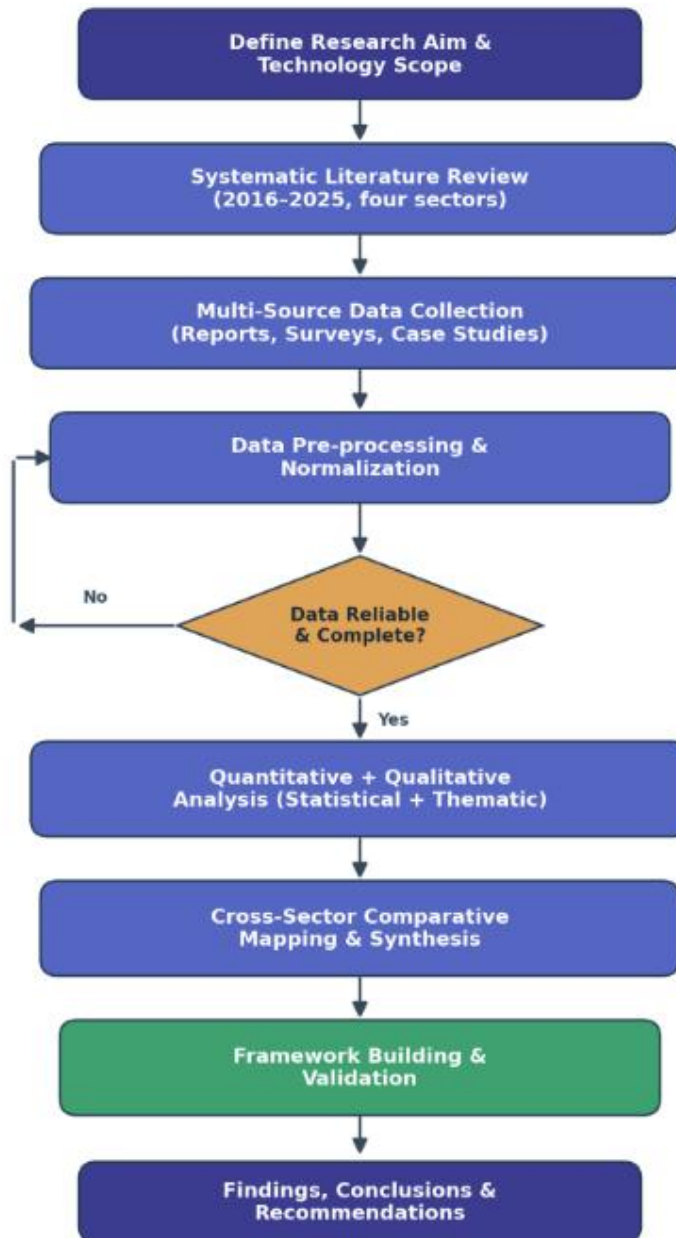 Define Research Aim &
Technology Scope
Systematic Literature Review
(2016–2025, four sectors)
Multi-Source Data Collection
(Reports, Surveys, Case Studies)
Data Pre-processing &
Normalization
No
Data Reliable
& Complete?
Yes
Quantitative + Qualitative
Analysis (Statistical + Thematic)
Cross-Sector Comparative
Mapping & Synthesis
Framework Building &
Validation
Findings, Conclusions &
Recommendations